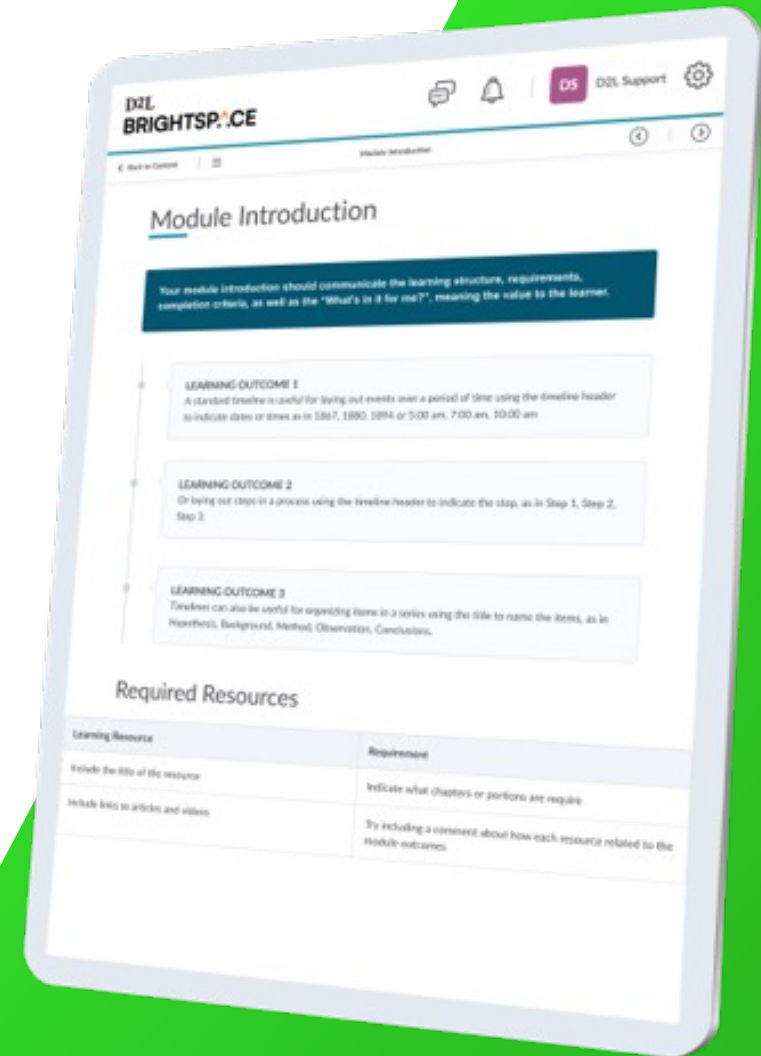 D2L
BRIGHTSPACE
DS
D2L Support
Back to Content
Module Introduction
Module Introduction
Your module introduction should communicate the learning structure, requirements,
completion criteria, as well as the "What's in it for me?", meaning the value to the learner.
LEARNING OUTCOME 1
A standard timeline is useful for laying out events over a period of time using the timeline header
to indicate dates or times as in 1867, 1880, 1894 or 5:00 am, 7:00 am, 10:00 am
LEARNING OUTCOME 2
Or laying out steps in a process using the timeline header to indicate the step, as in Step 1, Step 2,
Step 3.
LEARNING OUTCOME 3
Timelines can also be useful for organizing items in a series using the title to name the items, as in
Hypothesis, Background, Method, Observation, Conclusions.
Required Resources
Learning Resource
Requirement
Include the title of the resource
Indicate what chapters or portions are require
Include links to articles and videos
Try including a comment about how each resource related to the
module outcomes